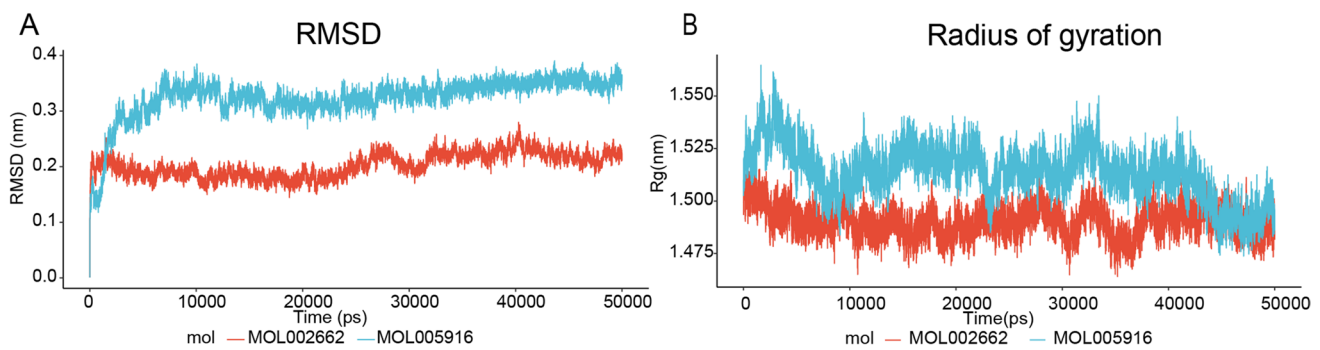 A
RMSD
RMSD (nm)
0.4
0.3
0.2
0.1
0.0
0 10000 20000 30000 40000 50000
Time (ps)
mol MOL002662 MOL005916
B
Radius of gyration
Rg(nm)
1.550
1.525
1.500
1.475
0 10000 20000 30000 40000 50000
Time(ps)
mol MOL002662 MOL005916